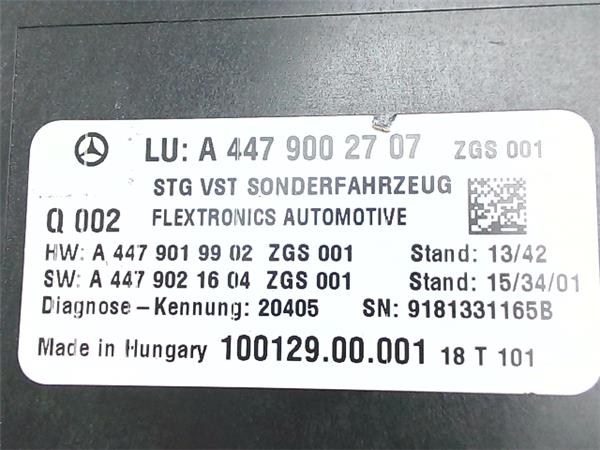 LU: A 447 900 27 07 ZGS 001
STG VST SONDERFAHRZEUG
Q 002 FLEXTRONICS AUTOMOTIVE
HW: A 447 901 99 02 ZGS 001 Stand: 13/42
SW: A 447 902 16 04 ZGS 001 Stand: 15/34/01
Diagnose-Kennung: 20405 SN: 9181331165B
Made in Hungary 100129.00.001 18 T 101